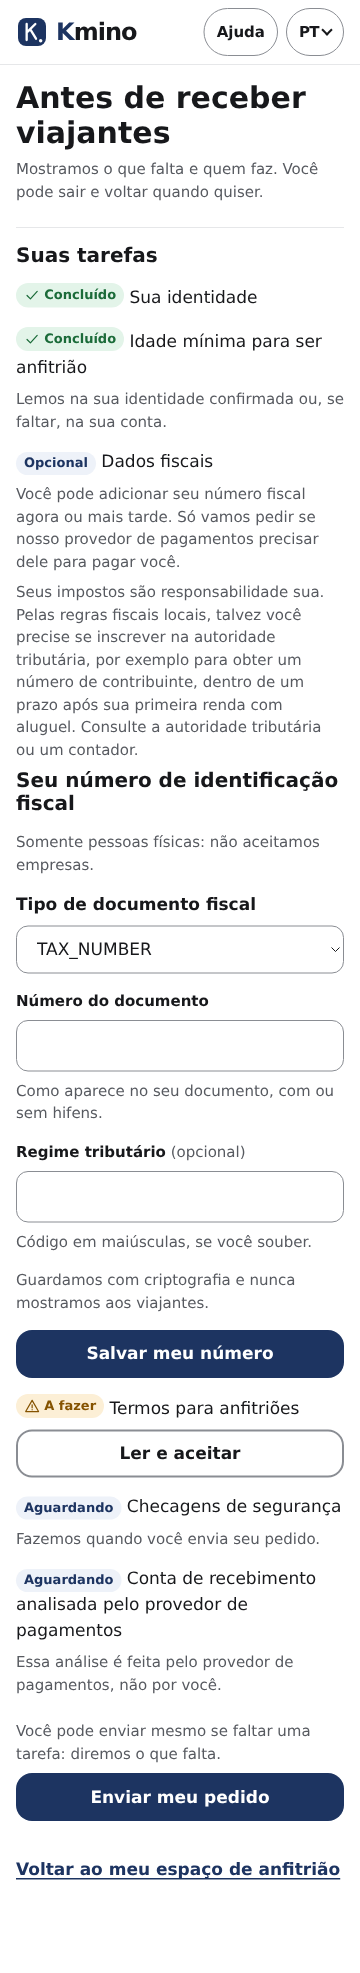 Kmino
Ajuda
PT
Antes de receber
viajantes
Mostramos o que falta e quem faz. Você
pode sair e voltar quando quiser.
Suas tarefas
Concluído Sua identidade
Concluído Idade mínima para ser
anfitrião
Lemos na sua identidade confirmada ou, se
faltar, na sua conta.
Opcional Dados fiscais
Você pode adicionar seu número fiscal
agora ou mais tarde. Só vamos pedir se
nosso provedor de pagamentos precisar
dele para pagar você.
Seus impostos são responsabilidade sua.
Pelas regras fiscais locais, talvez você
precise se inscrever na autoridade
tributária, por exemplo para obter um
número de contribuinte, dentro de um
prazo após sua primeira renda com
aluguel. Consulte a autoridade tributária
ou um contador.
Seu número de identificação
fiscal
Somente pessoas físicas: não aceitamos
empresas.
Tipo de documento fiscal
TAX_NUMBER
Número do documento
Como aparece no seu documento, com ou
sem hifens.
Regime tributário (opcional)
Código em maiúsculas, se você souber.
Guardamos com criptografia e nunca
mostramos aos viajantes.
Salvar meu número
A fazer Termos para anfitriões
Ler e aceitar
Aguardando Checagens de segurança
Fazemos quando você envia seu pedido.
Aguardando Conta de recebimento
analisada pelo provedor de
pagamentos
Essa análise é feita pelo provedor de
pagamentos, não por você.
Você pode enviar mesmo se faltar uma
tarefa: diremos o que falta.
Enviar meu pedido
Voltar ao meu espaço de anfitrião